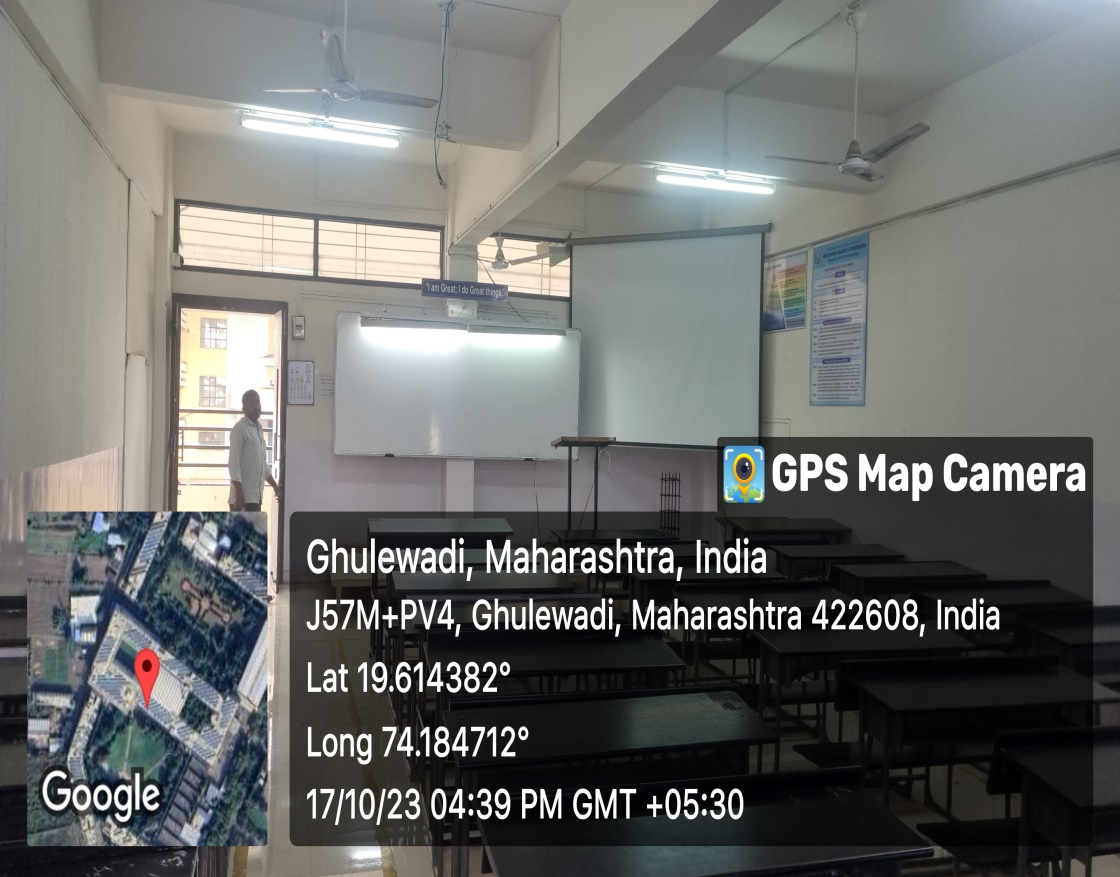 "I am Great; I do Great things."
GPS Map Camera
Ghulewadi, Maharashtra, India
J57M+PV4, Ghulewadi, Maharashtra 422608, India
Lat 19.614382°
Long 74.184712°
17/10/23 04:39 PM GMT +05:30
Google